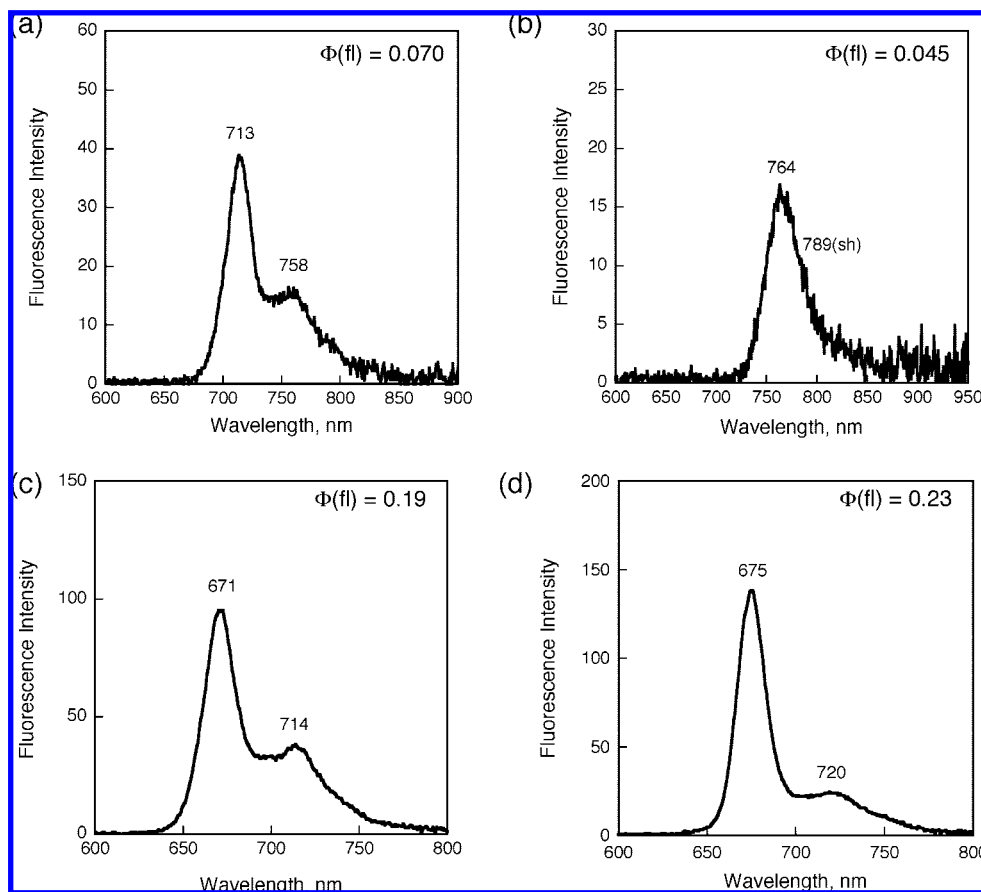 (a)
Φ(fl) = 0.070
60
50
40
30
20
10
0
713
758
Fluorescence Intensity
600 650 700 750 800 850 900
Wavelength, nm
(b)
Φ(fl) = 0.045
30
25
20
15
10
5
0
764
789(sh)
Fluorescence Intensity
600 650 700 750 800 850 900 950
Wavelength, nm
(c)
Φ(fl) = 0.19
150
100
50
0
671
714
Fluorescence Intensity
600 650 700 750 800
Wavelength, nm
(d)
Φ(fl) = 0.23
200
150
100
50
0
675
720
Fluorescence Intensity
600 650 700 750 800
Wavelength, nm